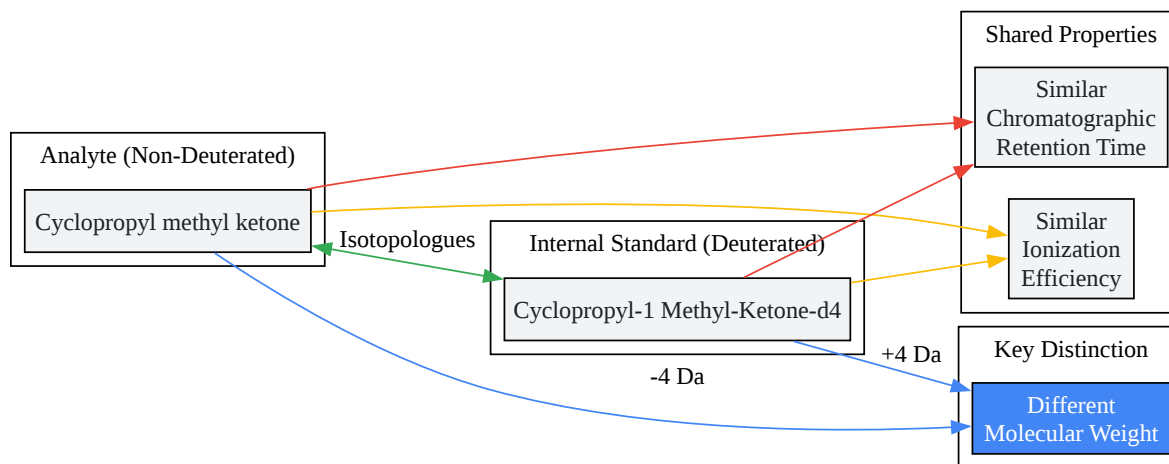 Shared Properties
Similar
Chromatographic
Retention Time
Analyte (Non-Deuterated)
Cyclopropyl methyl ketone
Isotopologues
Internal Standard (Deuterated)
Cyclopropyl-1 Methyl-Ketone-d4
Similar
Ionization
Efficiency
+4 Da
-4 Da
Key Distinction
Different
Molecular Weight